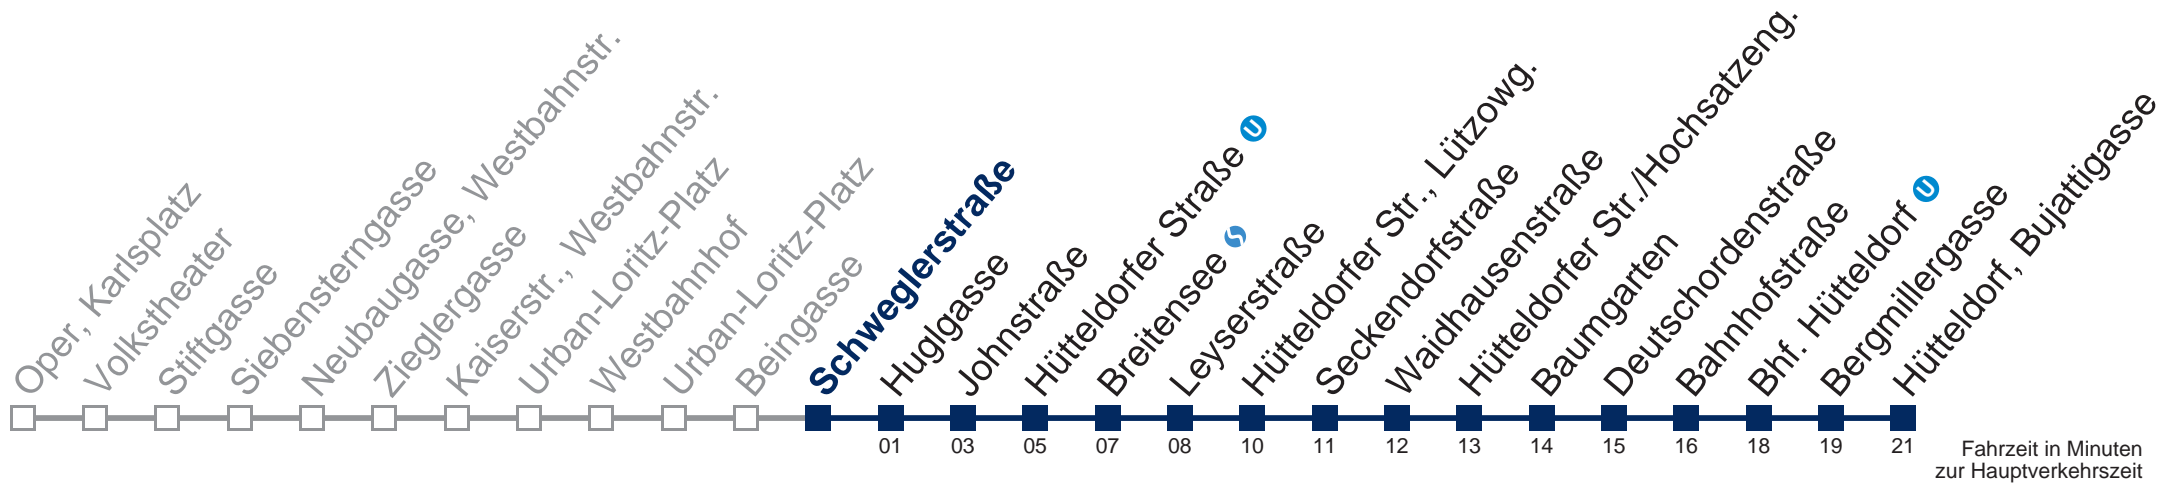 Oper, Karlsplatz
Volkstheater
Stiftgasse
Siebensterngasse
Neubaugasse, Westbahnstr.
Zieglergasse
Kaiserstr., Westbahnstr.
Urban-Loritz-Platz
Westbahnhof
Urban-Loritz-Platz
Beingasse
Schweglerstraße
Huglgasse
Johnstraße
Hütteldorfer Straße U
Breitensee S
Leyserstraße
Hütteldorfer Str., Lützowg.
Seckendorfstraße
Waidhausenstraße
Hütteldorfer Str./Hochsatzeng.
Baumgarten
Deutschordenstraße
Bahnhofstraße
Bhf. Hütteldorf U
Bergmillergasse
Hütteldorf, Bujattigasse
01 03 05 07 08 10 11 12 13 14 15 16 18 19 21
Fahrzeit in Minuten
zur Hauptverkehrszeit